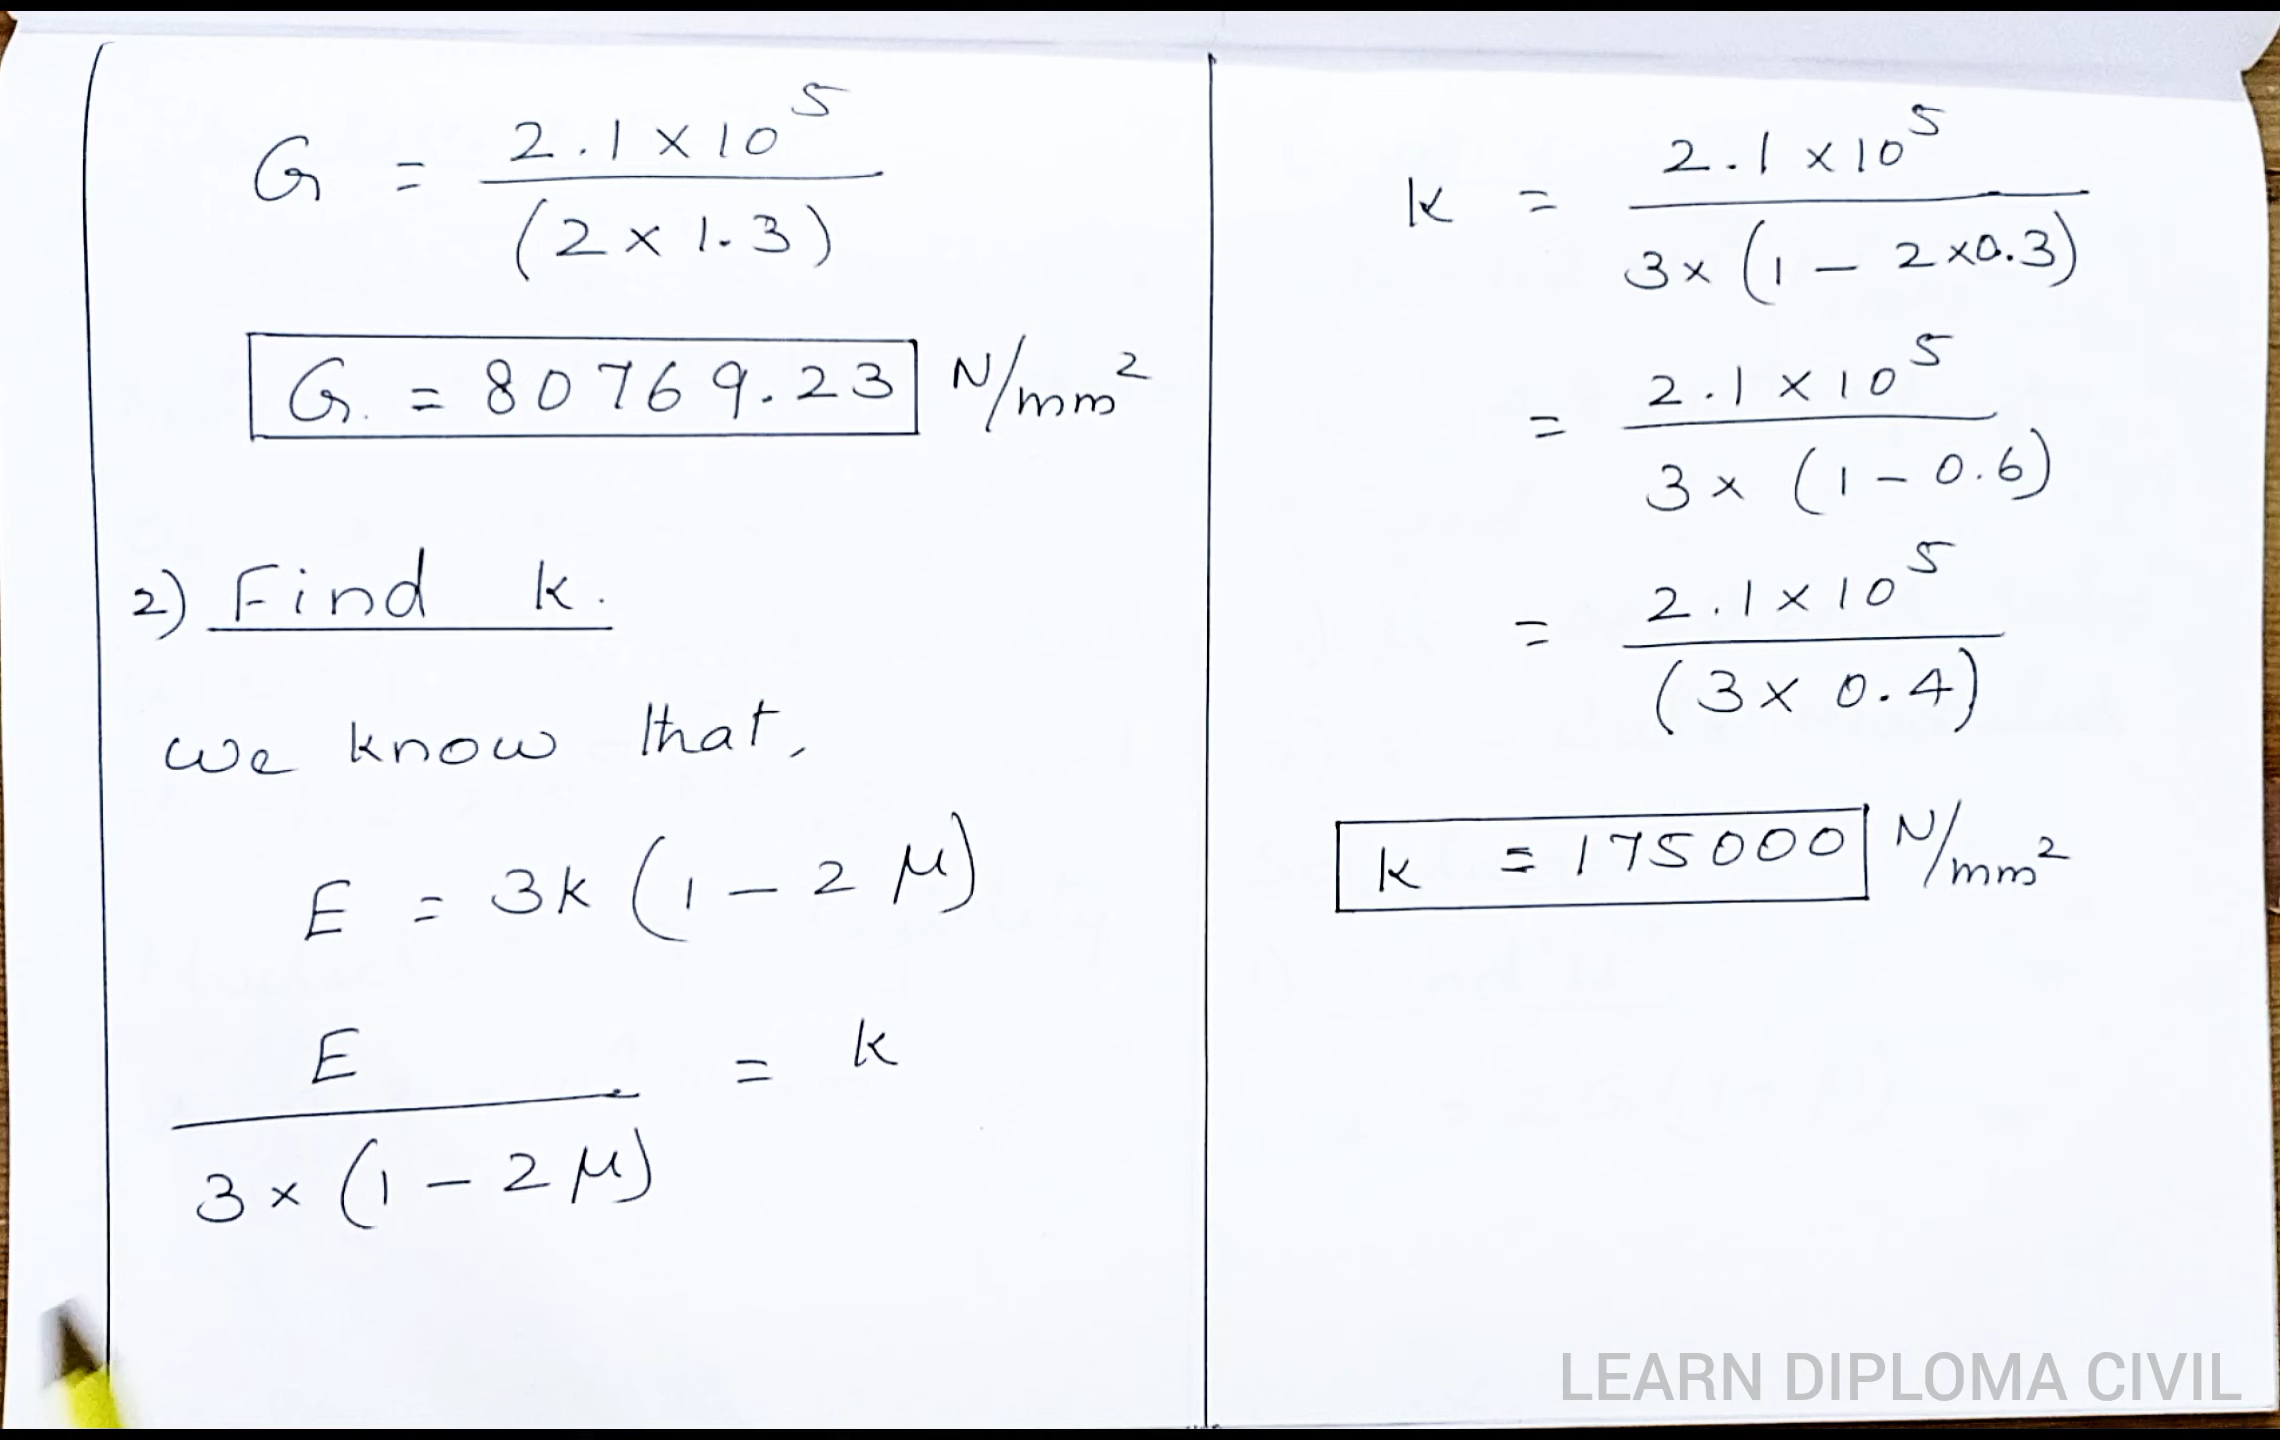 G = 2.1 × 10^5 / (2 × 1.3)
G = 80769.23 N/mm²
2) Find k.
we know that,
E = 3k (1 - 2μ)
E / 3 × (1 - 2μ) = k
k = 2.1 × 10^5 / 3 × (1 - 2 × 0.3)
= 2.1 × 10^5 / 3 × (1 - 0.6)
= 2.1 × 10^5 / (3 × 0.4)
k = 175000 N/mm²
LEARN DIPLOMA CIVIL